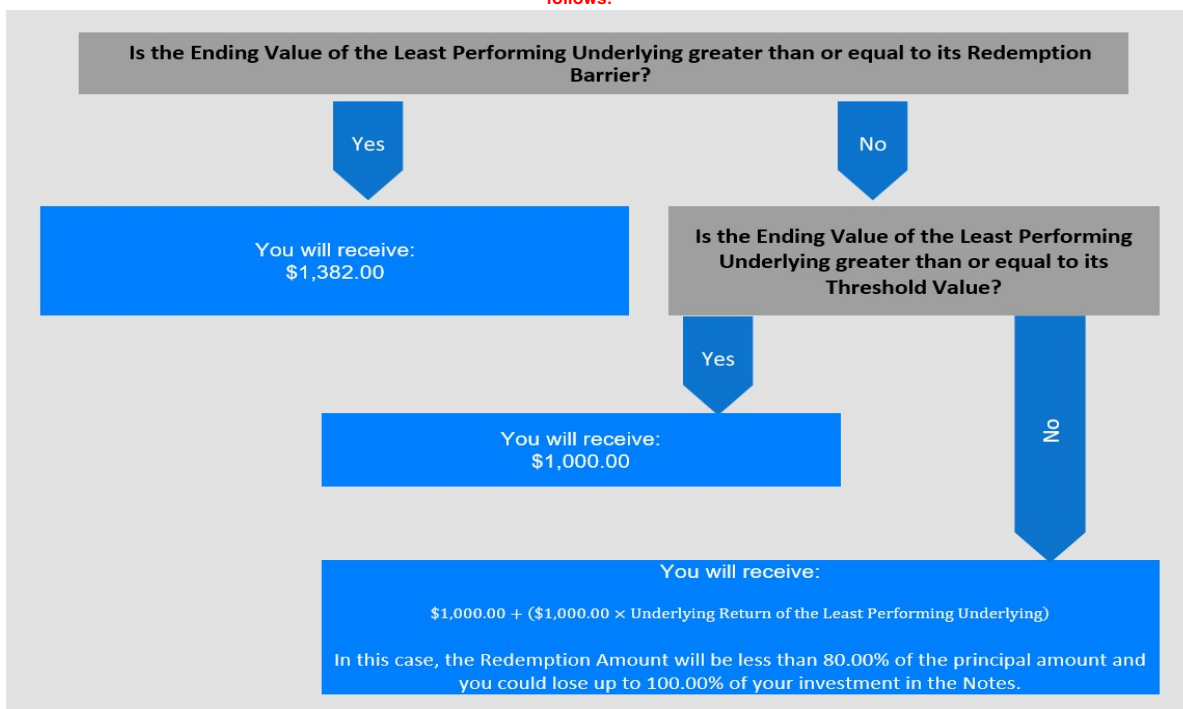 follows:
Is the Ending Value of the Least Performing Underlying greater than or equal to its Redemption
Barrier?
Yes
No
You will receive:
$1,382.00
Is the Ending Value of the Least Performing
Underlying greater than or equal to its
Threshold Value?
Yes
No
You will receive:
$1,000.00
You will receive:
$1,000.00 + ($1,000.00 × Underlying Return of the Least Performing Underlying)
In this case, the Redemption Amount will be less than 80.00% of the principal amount and
you could lose up to 100.00% of your investment in the Notes.